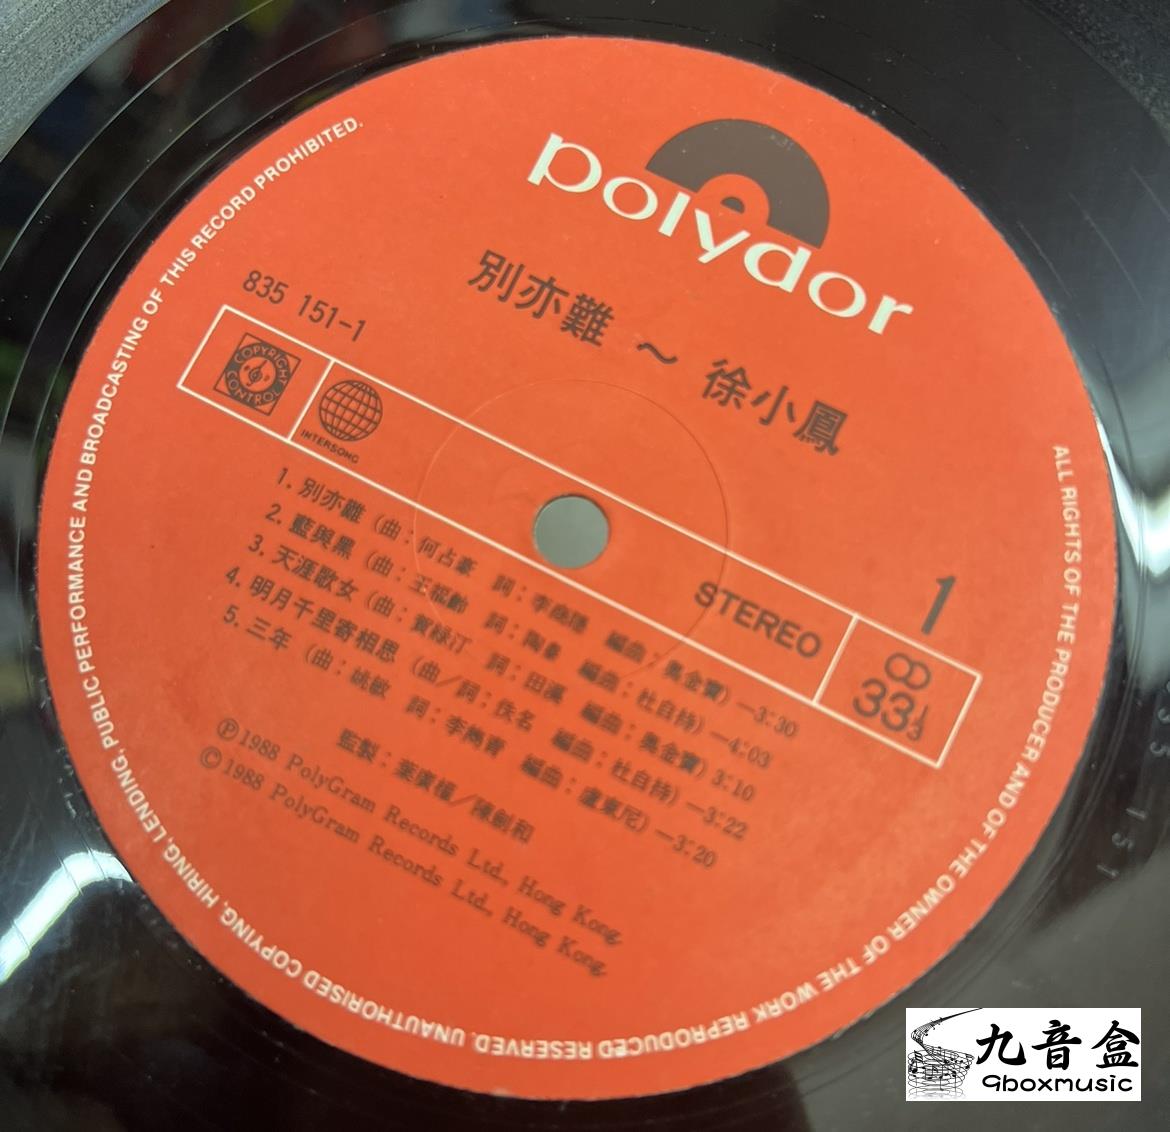 polydor
別亦難 ～ 徐小鳳
835 151-1
COPYRIGHT CONTROL
INTERSONG
1
STEREO
33⅓
1. 別亦難 (曲：何占豪 詞：李商隱 編曲：奧金寶) —3:30
2. 藍與黑 (曲：王福齡 詞：陶秦 編曲：杜自持) —4:03
3. 天涯歌女 (曲：賀綠汀 詞：田漢 編曲：奧金寶) 3:10
4. 明月千里寄相思 (曲／詞：佚名 編曲：杜自持) —3:22
5. 三年 (曲：姚敏 詞：李雋青 編曲：盧東尼) —3:20
監製：葉廣權／陳劍和
Ⓟ 1988 PolyGram Records Ltd, Hong Kong.
© 1988 PolyGram Records Ltd, Hong Kong.
ALL RIGHTS OF THE PRODUCER AND OF THE OWNER OF THE WORK REPRODUCED RESERVED. UNAUTHORISED COPYING, HIRING, LENDING, PUBLIC PERFORMANCE AND BROADCASTING OF THIS RECORD PROHIBITED.
九音盒
9boxmusic